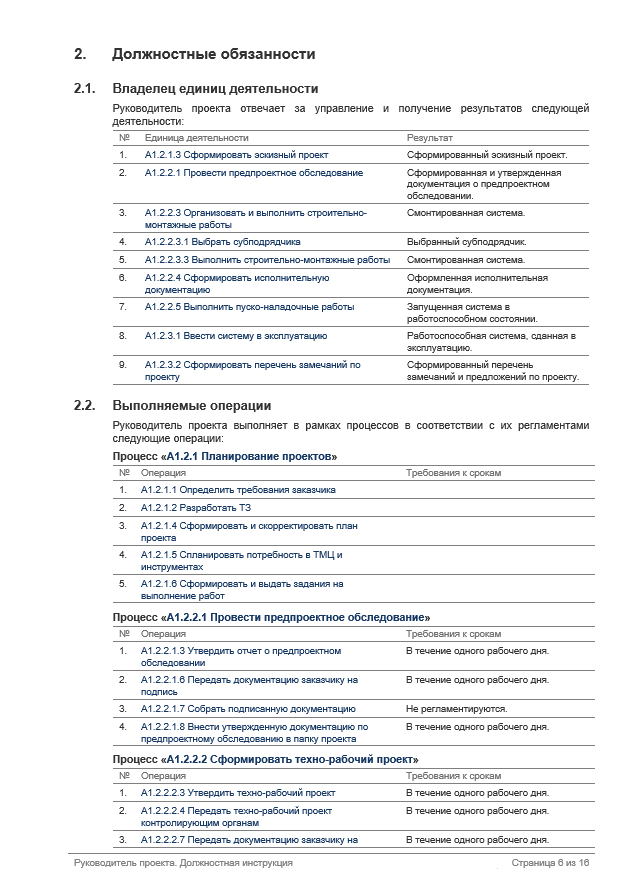 2. Должностные обязанности
2.1. Владелец единиц деятельности
Руководитель проекта отвечает за управление и получение результатов следующей
деятельности:
№ Единица деятельности Результат
1. A1.2.1.3 Сформировать эскизный проект Сформированный эскизный проект.
2. A1.2.2.1 Провести предпроектное обследование Сформированная и утвержденная
документация о предпроектном
обследовании.
3. A1.2.2.3 Организовать и выполнить строительно- Смонтированная система.
монтажные работы
4. A1.2.2.3.1 Выбрать субподрядчика Выбранный субподрядчик.
5. A1.2.2.3.3 Выполнить строительно-монтажные работы Смонтированная система.
6. A1.2.2.4 Сформировать исполнительную Оформленная исполнительная
документацию документация.
7. A1.2.2.5 Выполнить пуско-наладочные работы Запущенная система в
работоспособном состоянии.
8. A1.2.3.1 Ввести систему в эксплуатацию Работоспособная система, сданная в
эксплуатацию.
9. A1.2.3.2 Сформировать перечень замечаний по Сформированный перечень
проекту замечаний и предложений по проекту.
2.2. Выполняемые операции
Руководитель проекта выполняет в рамках процессов в соответствии с их регламентами
следующие операции:
Процесс «A1.2.1 Планирование проектов»
№ Операция Требования к срокам
1. A1.2.1.1 Определить требования заказчика
2. A1.2.1.2 Разработать ТЗ
3. A1.2.1.4 Сформировать и скорректировать план
проекта
4. A1.2.1.5 Спланировать потребность в ТМЦ и
инструментах
5. A1.2.1.6 Сформировать и выдать задания на
выполнение работ
Процесс «A1.2.2.1 Провести предпроектное обследование»
№ Операция Требования к срокам
1. A1.2.2.1.3 Утвердить отчет о предпроектном В течение одного рабочего дня.
обследовании
2. A1.2.2.1.6 Передать документацию заказчику на В течение одного рабочего дня.
подпись
3. A1.2.2.1.7 Собрать подписанную документацию Не регламентируются.
4. A1.2.2.1.8 Внести утвержденную документацию по В течение одного рабочего дня.
предпроектному обследованию в папку проекта
Процесс «A1.2.2.2 Сформировать техно-рабочий проект»
№ Операция Требования к срокам
1. A1.2.2.2.3 Утвердить техно-рабочий проект В течение одного рабочего дня.
2. A1.2.2.2.4 Передать техно-рабочий проект В течение одного рабочего дня.
контролирующим органам
3. A1.2.2.2.7 Передать документацию заказчику на В течение одного рабочего дня.
Руководитель проекта. Должностная инструкция Страница 6 из 16